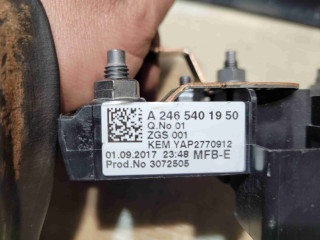 A 246 540 19 50
Q.No 01
ZGS 001
KEM YAP2770912
01.09.2017 23:48 MFB-E
Prod.No 3072505